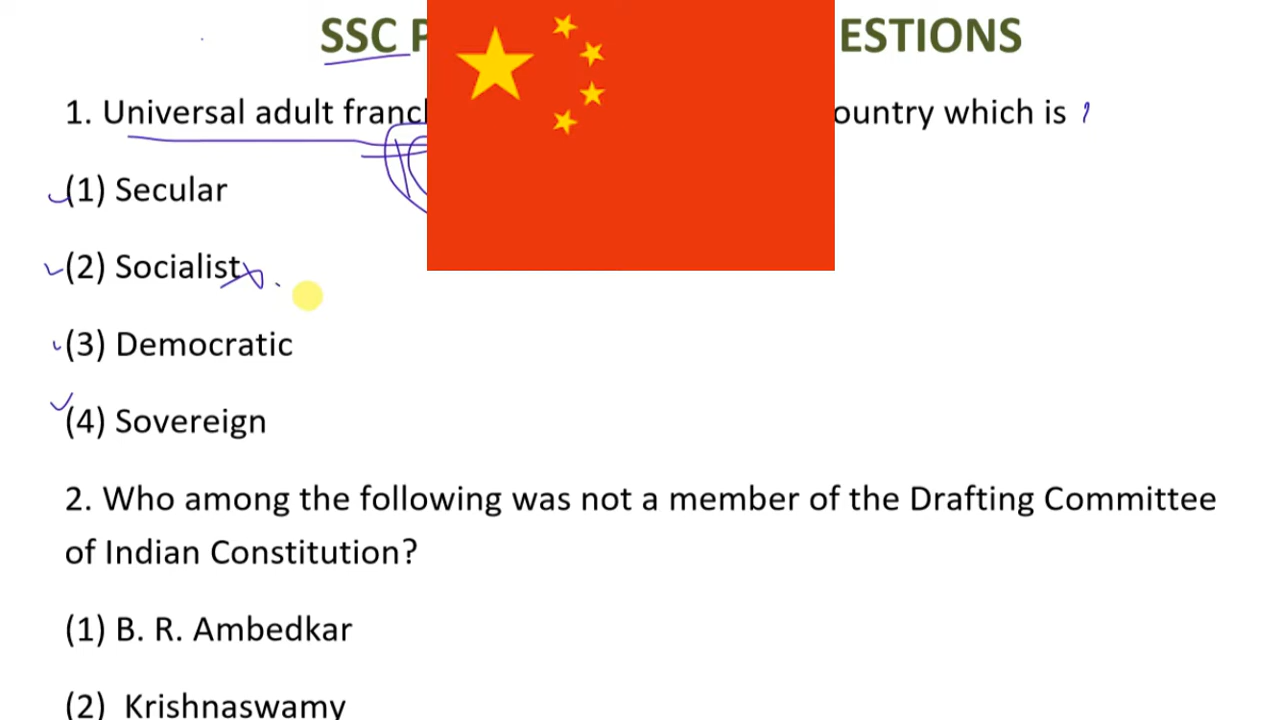 SSC P ESTIONS
1. Universal adult franc ountry which is ?
(1) Secular
(2) Socialist
(3) Democratic
(4) Sovereign
2. Who among the following was not a member of the Drafting Committee
of Indian Constitution?
(1) B. R. Ambedkar
(2) Krishnaswamy